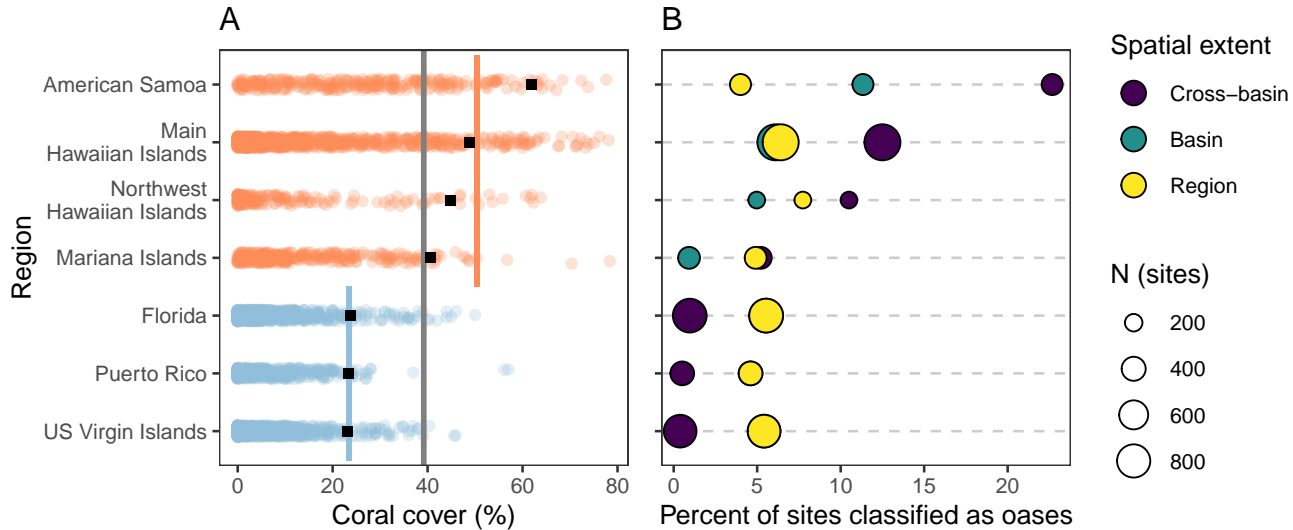 A
B
Region
American Samoa
Main
Hawaiian Islands
Northwest
Hawaiian Islands
Mariana Islands
Florida
Puerto Rico
US Virgin Islands
0 20 40 60 80
Coral cover (%)
0 5 10 15 20
Percent of sites classified as oases
Spatial extent
Cross−basin
Basin
Region
N (sites)
200
400
600
800